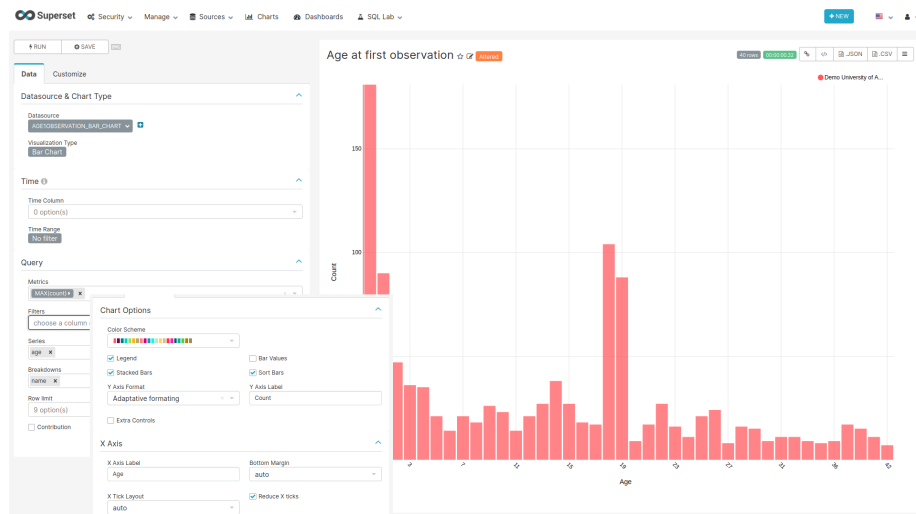 Superset Security Manage Sources Charts Dashboards SQL Lab + NEW
RUN SAVE
Data Customize
Datasource & Chart Type
Datasource
AGE1OBSERVATION_BAR_CHART
Visualization Type
Bar Chart
Time
Time Column
0 option(s)
Time Range
No filter
Query
Metrics
MAX(count) ×
Filters
choose a column
Series
age ×
Breakdowns
name ×
Row limit
9 option(s)
Contribution
Chart Options
Color Scheme
Legend Bar Values
Stacked Bars Sort Bars
Y Axis Format Y Axis Label
Adaptative formating Count
Extra Controls
X Axis
X Axis Label Bottom Margin
Age auto
X Tick Layout Reduce X ticks
auto
Age at first observation Altered 40 rows 00:00:05.32 .JSON .CSV
Demo University of A...
150
100
Count
3 7 11 15 19 23 27 31 36 42
Age